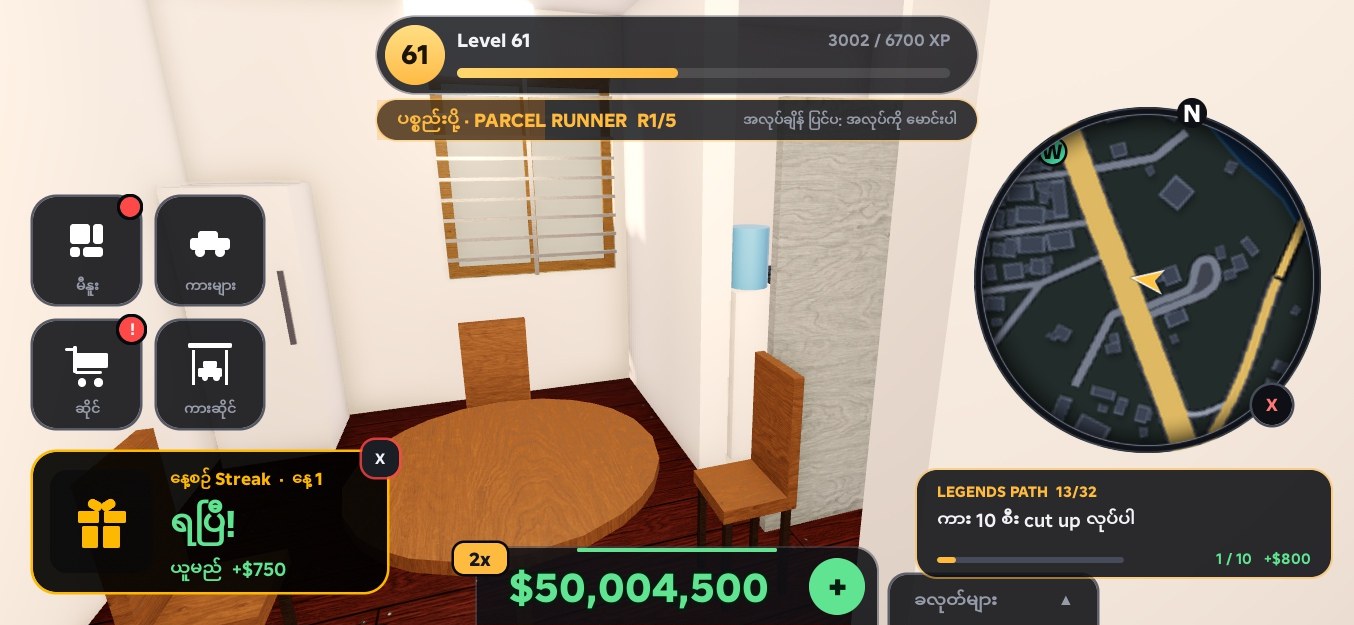 61
Level 61
3002 / 6700 XP
ပစ္စည်းပို့ · PARCEL RUNNER R1/5
အလုပ်ချိန် ပြင်ပ; အလုပ်ကို မောင်းပါ
N
W
X
မီနူး
ကားများ
!
ဆိုင်
ကားဆိုင်
X
နေ့စဉ် Streak · နေ့ 1
ရပြီ!
ယူမည် +$750
2x
$50,004,500
+
LEGENDS PATH 13/32
ကား 10 စီး cut up လုပ်ပါ
1 / 10 +$800
ခလုတ်များ ▲